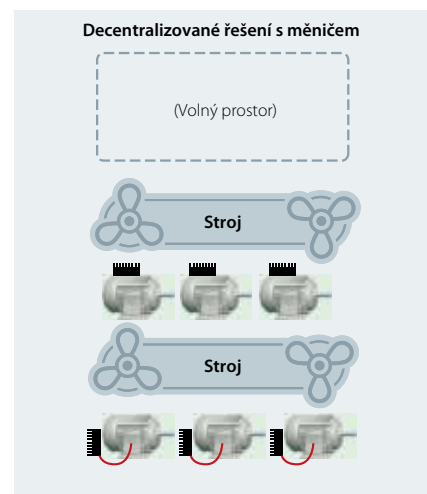 Decentralizované řešení s měničem
(Volný prostor)
Stroj
Stroj